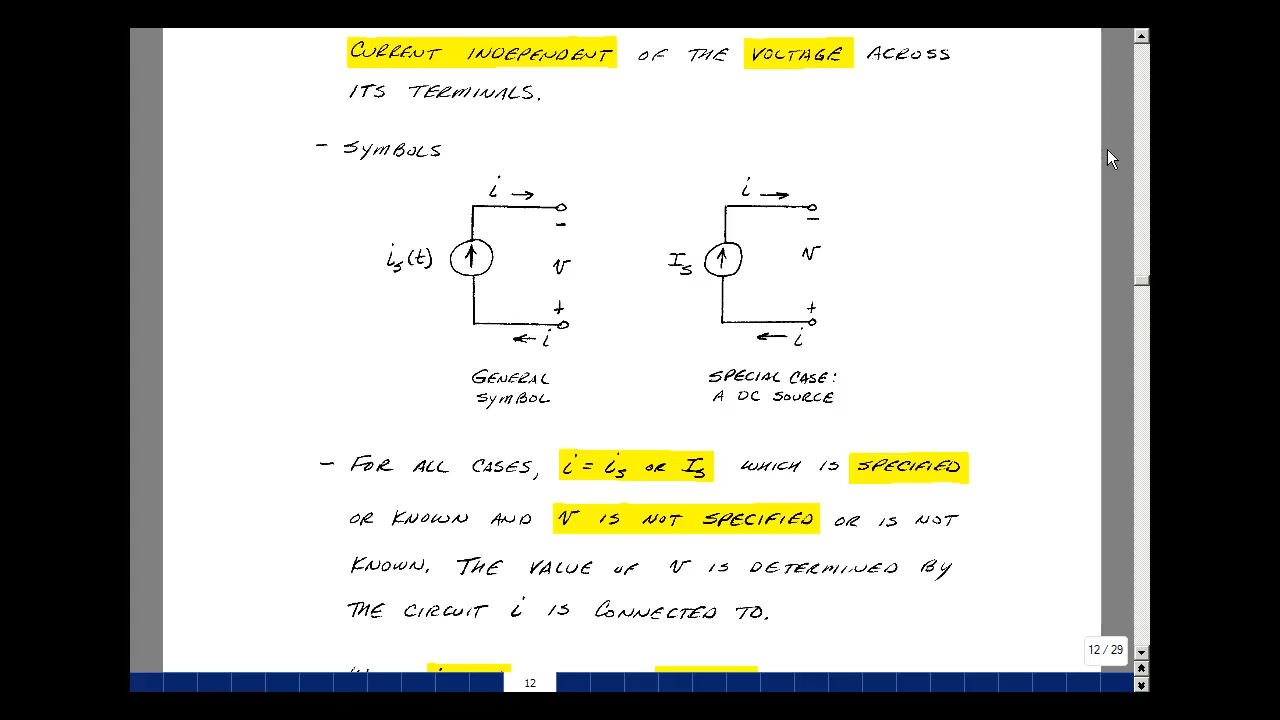 CURRENT INDEPENDENT OF THE VOLTAGE ACROSS
ITS TERMINALS.
- SYMBOLS
i → i →
- -
is(t) v Is v
+ +
← i ← i
GENERAL SPECIAL CASE:
SYMBOL A DC SOURCE
- FOR ALL CASES, i = is OR Is WHICH IS SPECIFIED
OR KNOWN AND v IS NOT SPECIFIED OR IS NOT
KNOWN. THE VALUE OF v IS DETERMINED BY
THE CIRCUIT i IS CONNECTED TO.
12 / 29
12